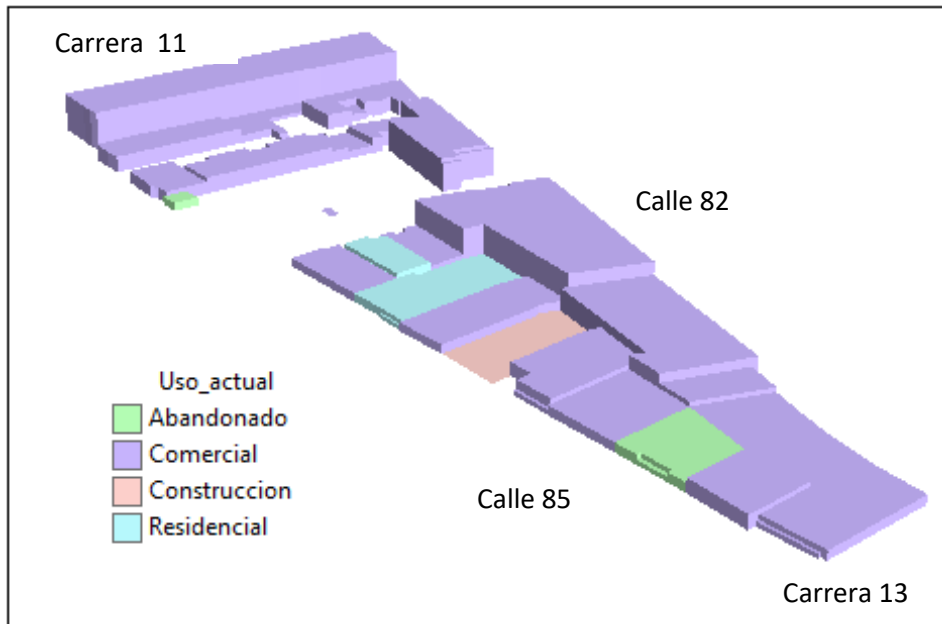 Carrera  11
Calle 82
Uso_actual
Abandonado
Comercial
Construccion
Residencial
Calle 85
Carrera 13